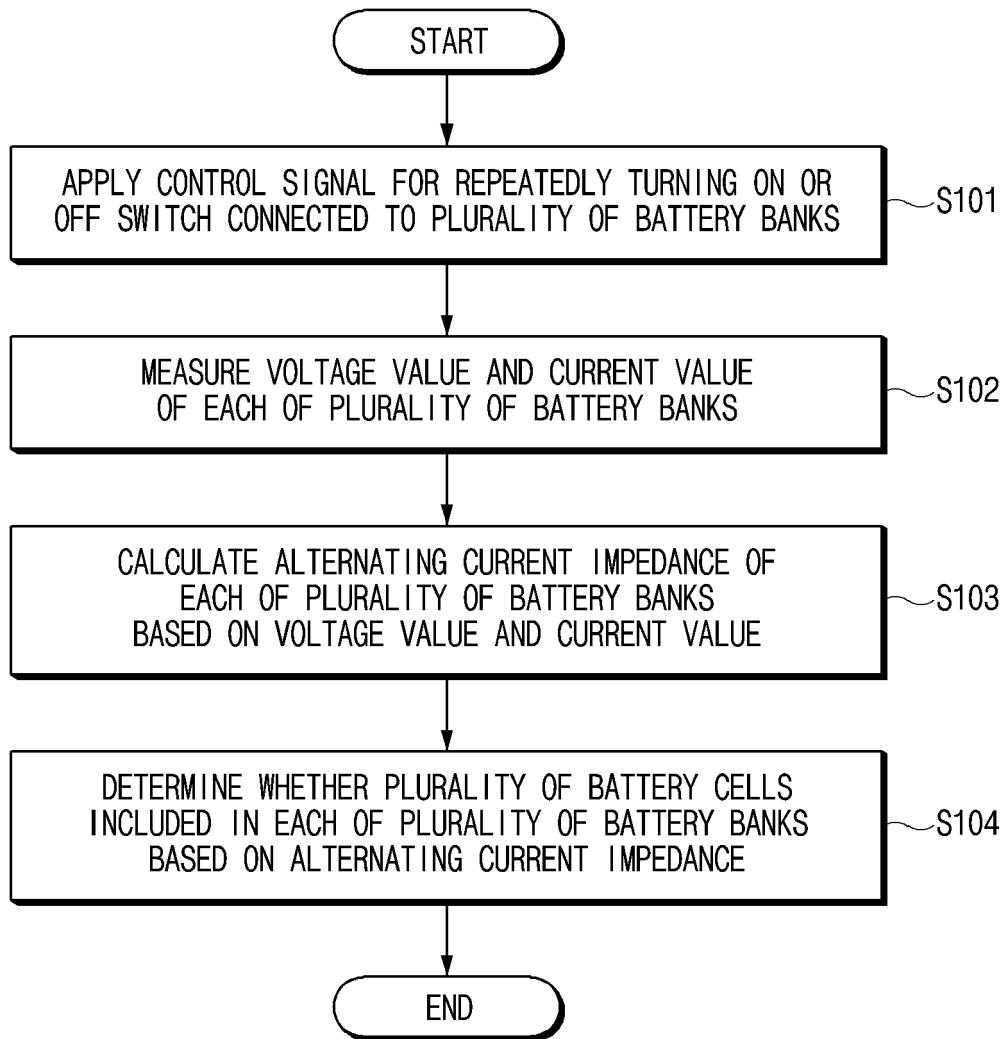 START
APPLY CONTROL SIGNAL FOR REPEATEDLY TURNING ON OR
OFF SWITCH CONNECTED TO PLURALITY OF BATTERY BANKS
S101
MEASURE VOLTAGE VALUE AND CURRENT VALUE
OF EACH OF PLURALITY OF BATTERY BANKS
S102
CALCULATE ALTERNATING CURRENT IMPEDANCE OF
EACH OF PLURALITY OF BATTERY BANKS
BASED ON VOLTAGE VALUE AND CURRENT VALUE
S103
DETERMINE WHETHER PLURALITY OF BATTERY CELLS
INCLUDED IN EACH OF PLURALITY OF BATTERY BANKS
BASED ON ALTERNATING CURRENT IMPEDANCE
S104
END